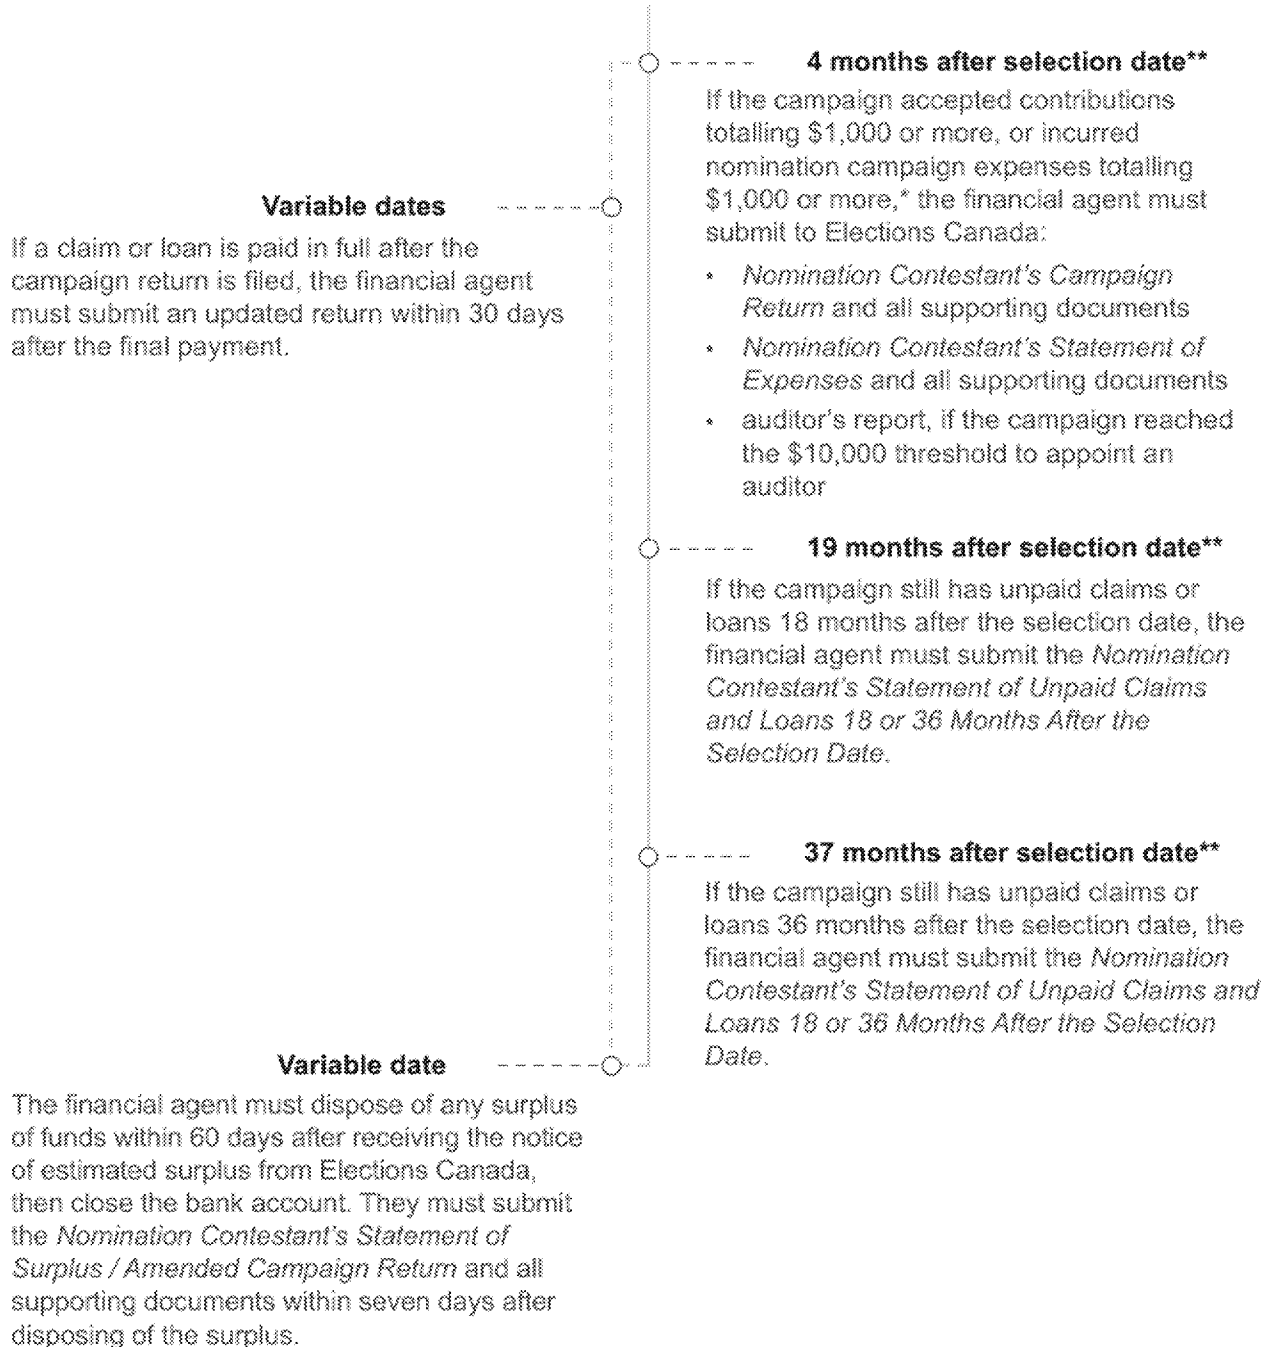 4 months after selection date**
If the campaign accepted contributions
totalling $1,000 or more, or incurred
nomination campaign expenses totalling
$1,000 or more,* the financial agent must
submit to Elections Canada:
• Nomination Contestant's Campaign
Return and all supporting documents
• Nomination Contestant's Statement of
Expenses and all supporting documents
• auditor's report, if the campaign reached
the $10,000 threshold to appoint an
auditor
Variable dates
If a claim or loan is paid in full after the
campaign return is filed, the financial agent
must submit an updated return within 30 days
after the final payment.
19 months after selection date**
If the campaign still has unpaid claims or
loans 18 months after the selection date, the
financial agent must submit the Nomination
Contestant's Statement of Unpaid Claims
and Loans 18 or 36 Months After the
Selection Date.
37 months after selection date**
If the campaign still has unpaid claims or
loans 36 months after the selection date, the
financial agent must submit the Nomination
Contestant's Statement of Unpaid Claims and
Loans 18 or 36 Months After the Selection
Date.
Variable date
The financial agent must dispose of any surplus
of funds within 60 days after receiving the notice
of estimated surplus from Elections Canada,
then close the bank account. They must submit
the Nomination Contestant's Statement of
Surplus / Amended Campaign Return and all
supporting documents within seven days after
disposing of the surplus.